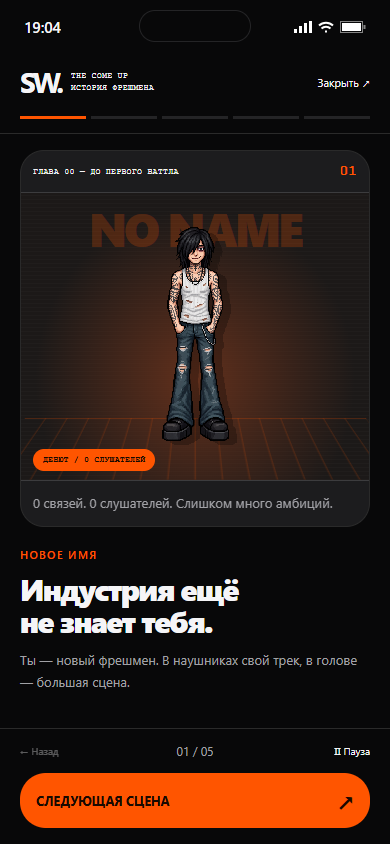 19:04
SW.
THE COME UP
ИСТОРИЯ ФРЕШМЕНА
Закрыть ↗
ГЛАВА 00 — ДО ПЕРВОГО БАТТЛА
01
NO NAME
ДЕБЮТ / 0 СЛУШАТЕЛЕЙ
0 связей. 0 слушателей. Слишком много амбиций.
НОВОЕ ИМЯ
Индустрия ещё
не знает тебя.
Ты — новый фрешмен. В наушниках свой трек, в голове
— большая сцена.
← Назад
01 / 05
II Пауза
СЛЕДУЮЩАЯ СЦЕНА ↗